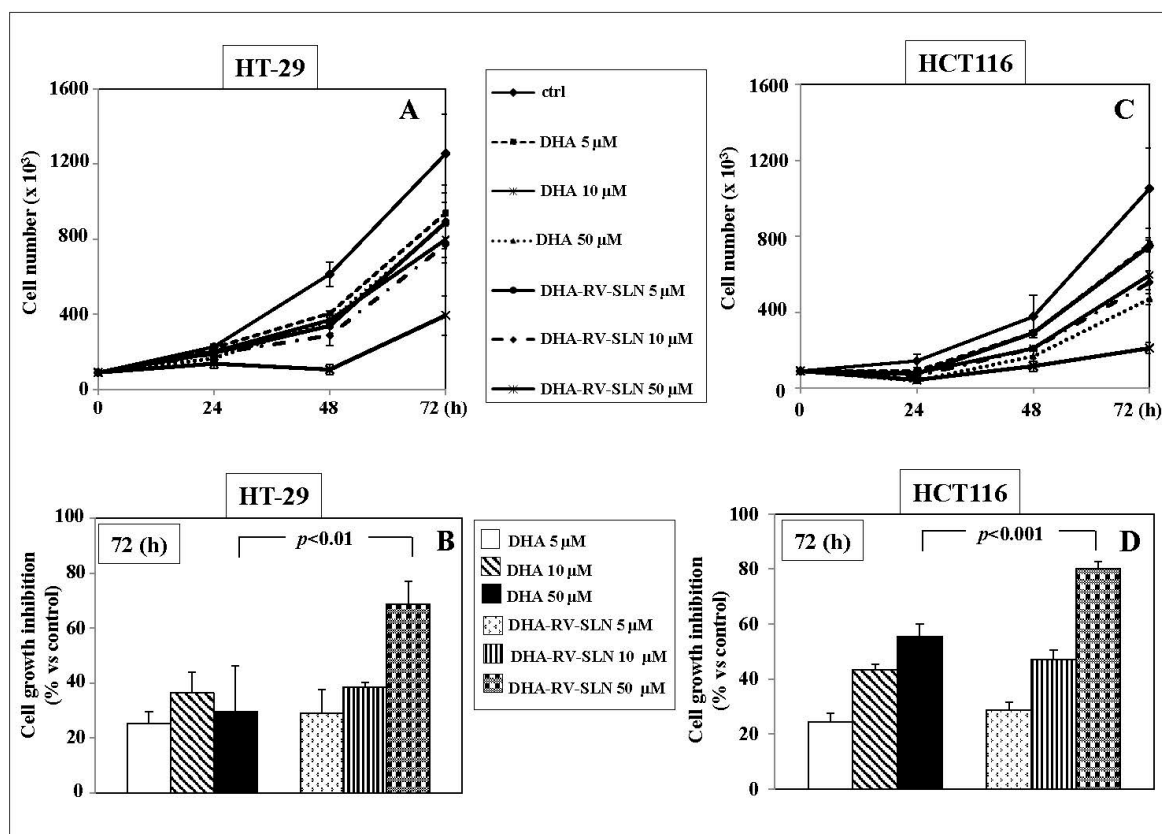 HT-29
A
Cell number (x 10³)
1600
1200
800
400
0
0 24 48 72 (h)
ctrl
DHA 5 µM
DHA 10 µM
DHA 50 µM
DHA-RV-SLN 5 µM
DHA-RV-SLN 10 µM
DHA-RV-SLN 50 µM
HCT116
C
Cell number (x 10³)
1600
1200
800
400
0
0 24 48 72 (h)
HT-29
72 (h)
p<0.01
B
Cell growth inhibition
(% vs control)
100
80
60
40
20
0
DHA 5 µM
DHA 10 µM
DHA 50 µM
DHA-RV-SLN 5 µM
DHA-RV-SLN 10 µM
DHA-RV-SLN 50 µM
HCT116
72 (h)
p<0.001
D
Cell growth inhibition
(% vs control)
100
80
60
40
20
0